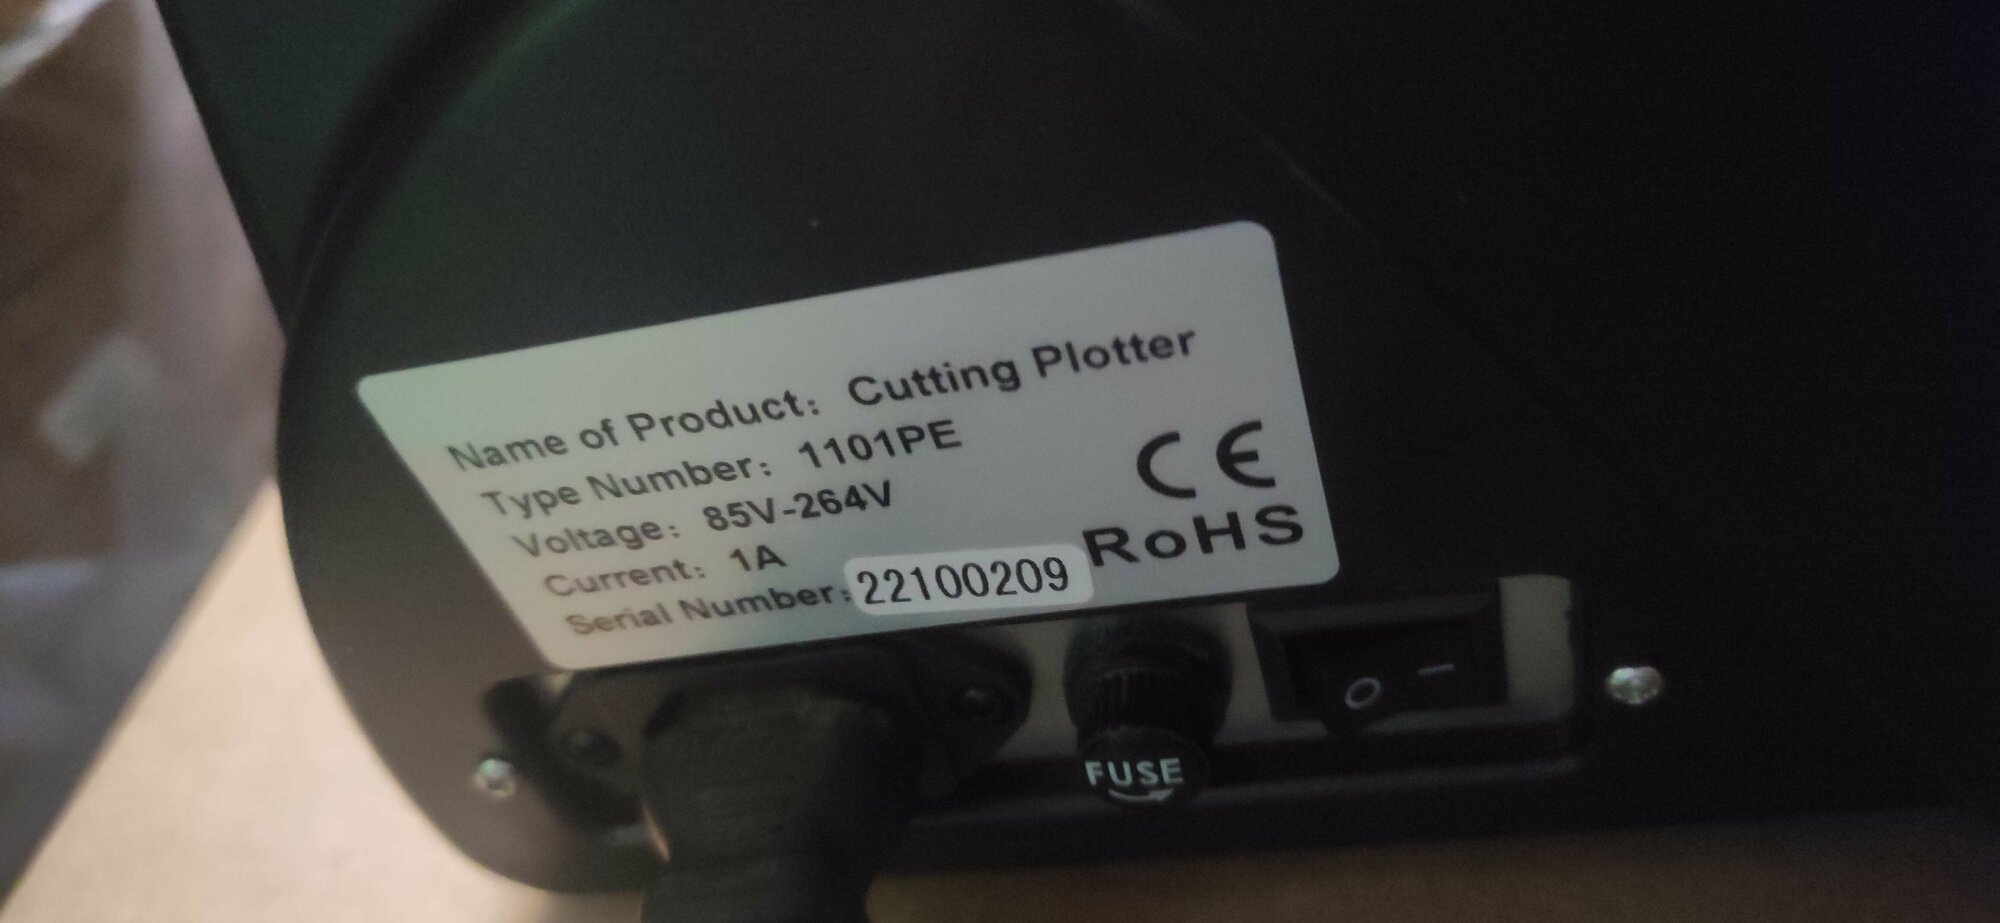 Name of Product: Cutting Plotter
Type Number: 1101PE
Voltage: 85V-264V
Current: 1A
Serial Number: 22100209
CE
RoHS
FUSE
O –